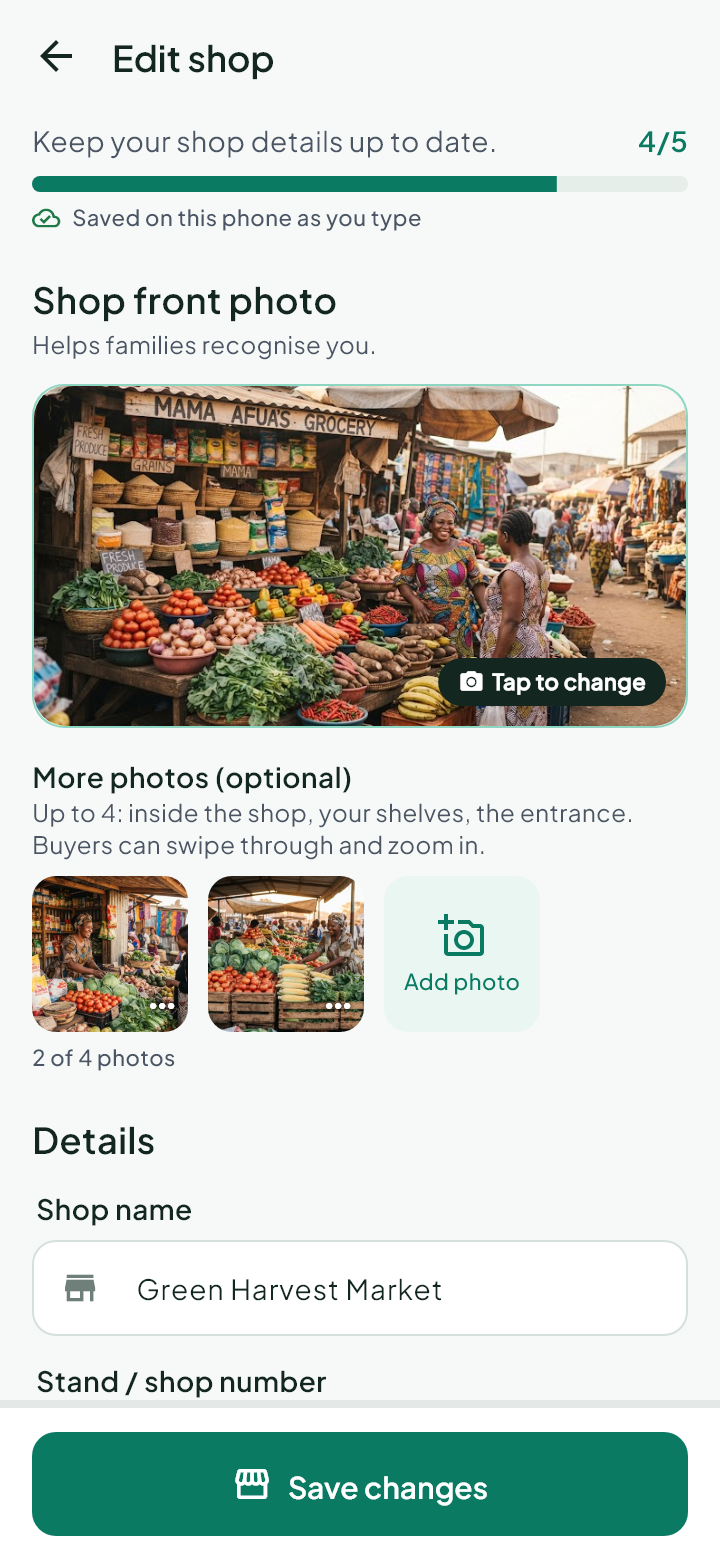 Edit shop
Keep your shop details up to date.
4/5
Saved on this phone as you type
Shop front photo
Helps families recognise you.
MAMA AFUA'S GROCERY
FRESH
PRODUCE
GRAINS
MAMA
FRESH
PRODUCE
Tap to change
More photos (optional)
Up to 4: inside the shop, your shelves, the entrance.
Buyers can swipe through and zoom in.
Add photo
2 of 4 photos
Details
Shop name
Green Harvest Market
Stand / shop number
Save changes